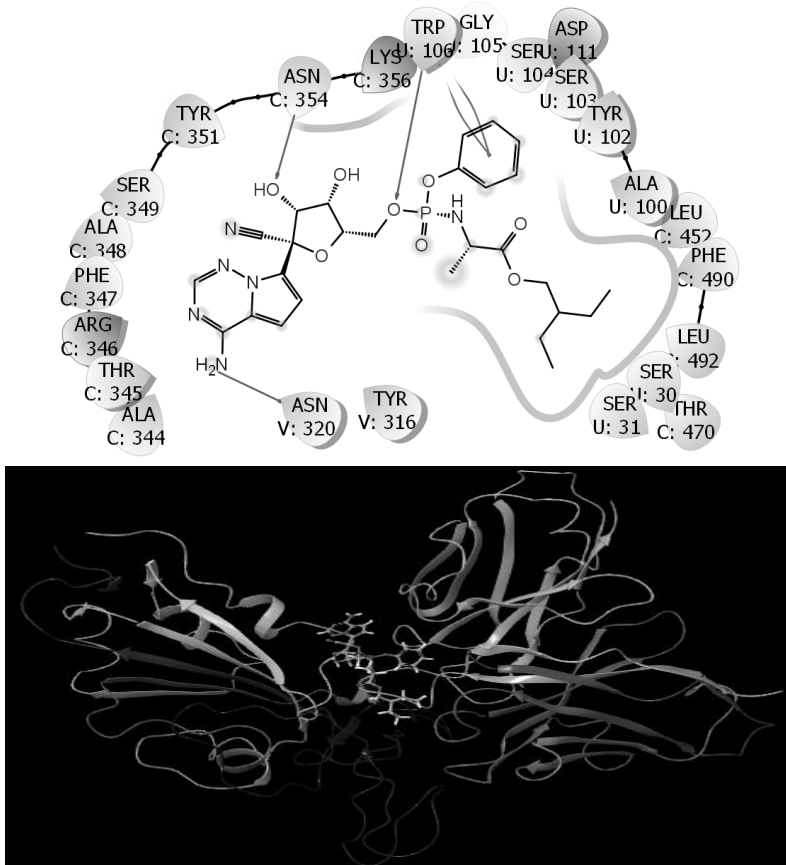 TRP
U: 106
GLY
U: 105
ASP
U: 111
LYS
C: 356
SER
U: 104
SER
U: 103
ASN
C: 354
TYR
C: 351
TYR
U: 102
SER
C: 349
ALA
U: 100
ALA
C: 348
LEU
C: 452
PHE
C: 347
PHE
C: 490
ARG
C: 346
LEU
C: 492
THR
C: 345
SER
U: 30
ALA
C: 344
SER
U: 31
THR
C: 470
ASN
V: 320
TYR
V: 316
HO
OH
O
H
N
N
O
O
P
O
O
O
N
N
N
H2N